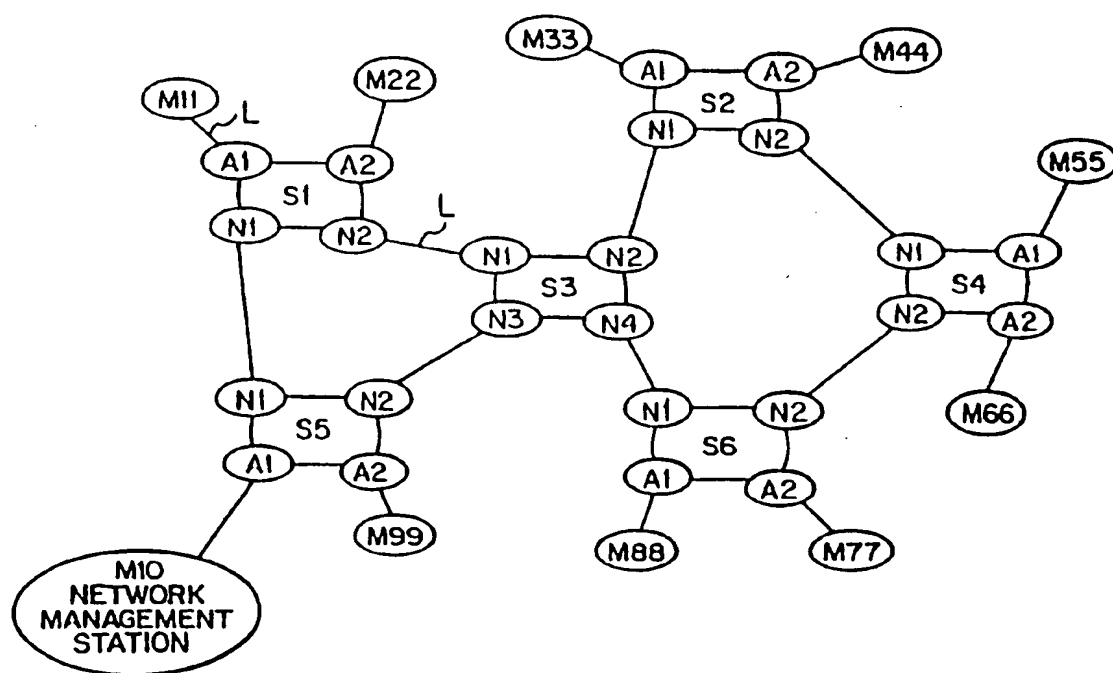 M33
M44
A1
A2
S2
N1
N2
M11
L
M22
A1
A2
S1
N1
N2
L
M55
N1
A1
S4
N2
A2
M66
N1
N2
S3
N3
N4
N1
N2
S5
A1
A2
M99
N1
N2
S6
A1
A2
M88
M77
M10
NETWORK
MANAGEMENT
STATION